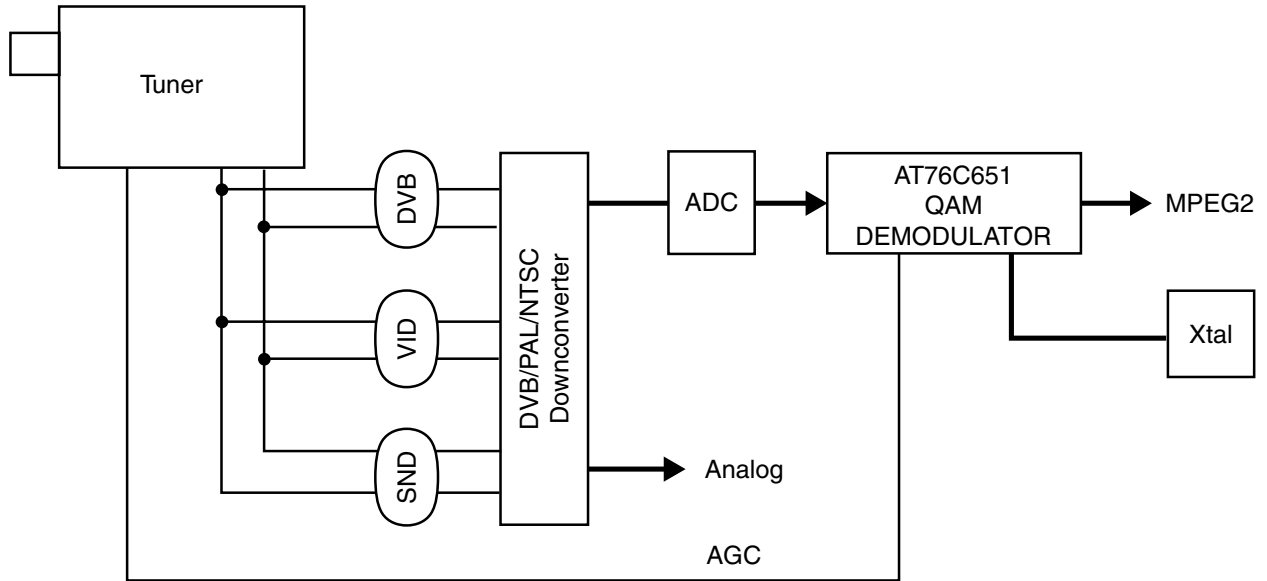 Tuner
DVB
VID
SND
DVB/PAL/NTSC
Downconverter
ADC
AT76C651
QAM
DEMODULATOR
MPEG2
Xtal
Analog
AGC